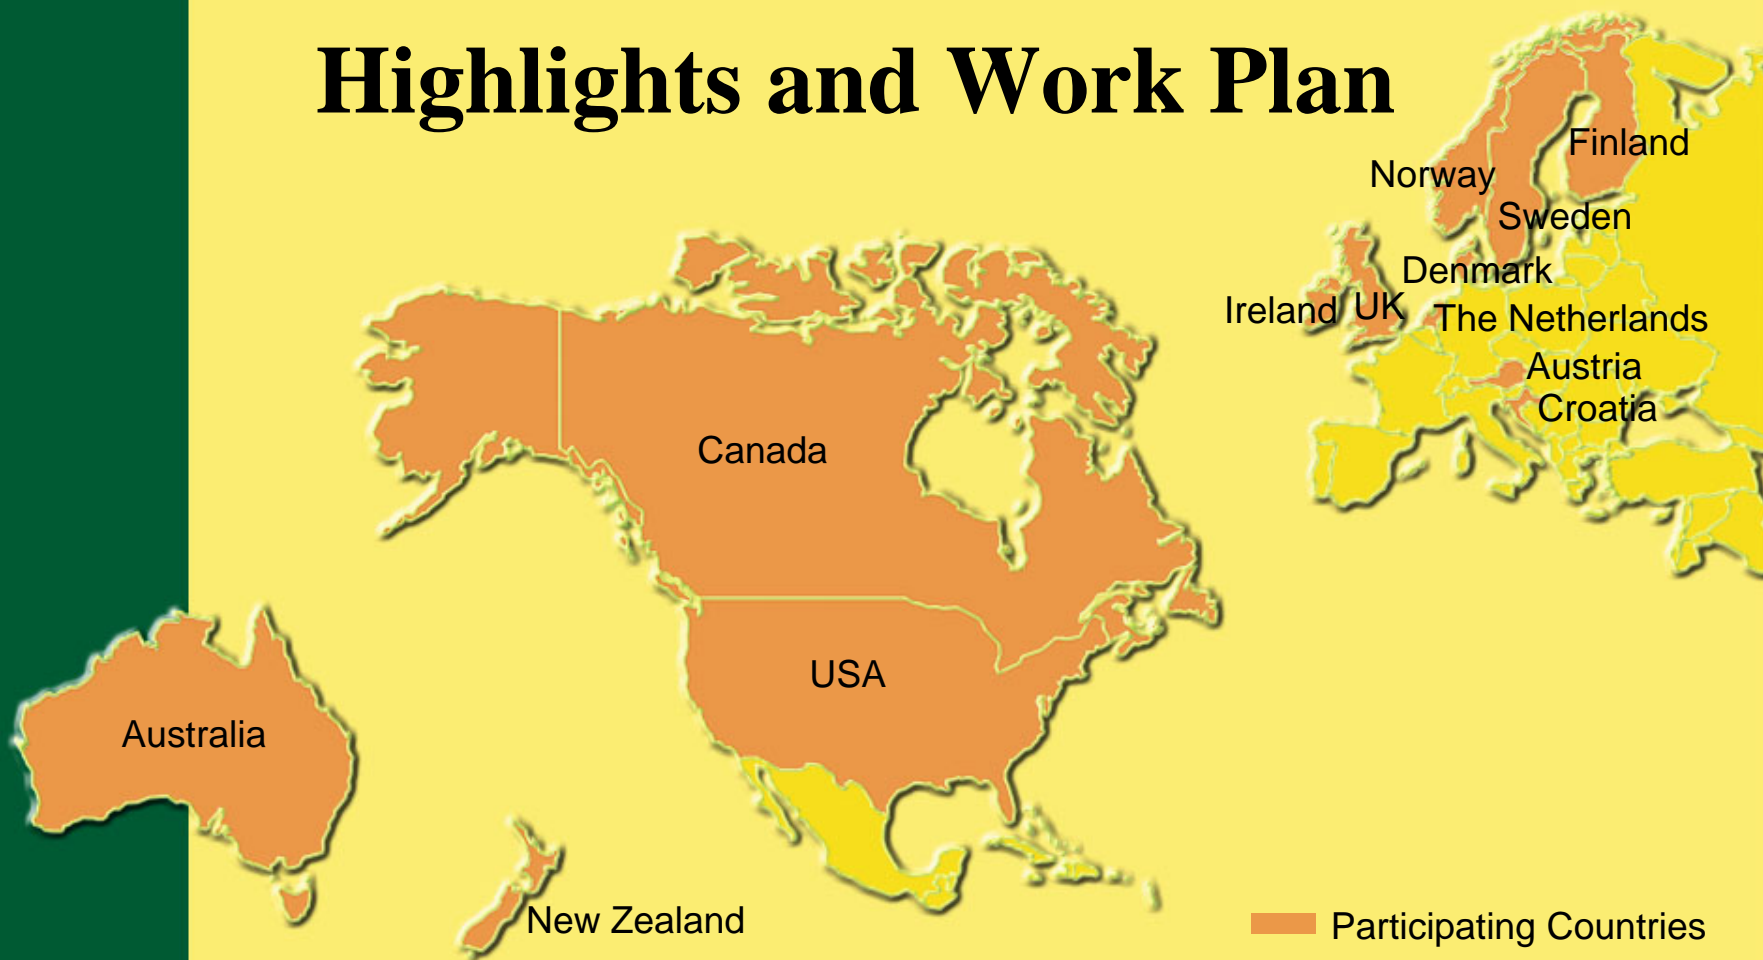 Highlights and Work Plan
Finland
Norway
Sweden
Denmark
Ireland
UK
The Netherlands
Austria
Croatia
Canada
USA
Australia
New Zealand
Participating Countries